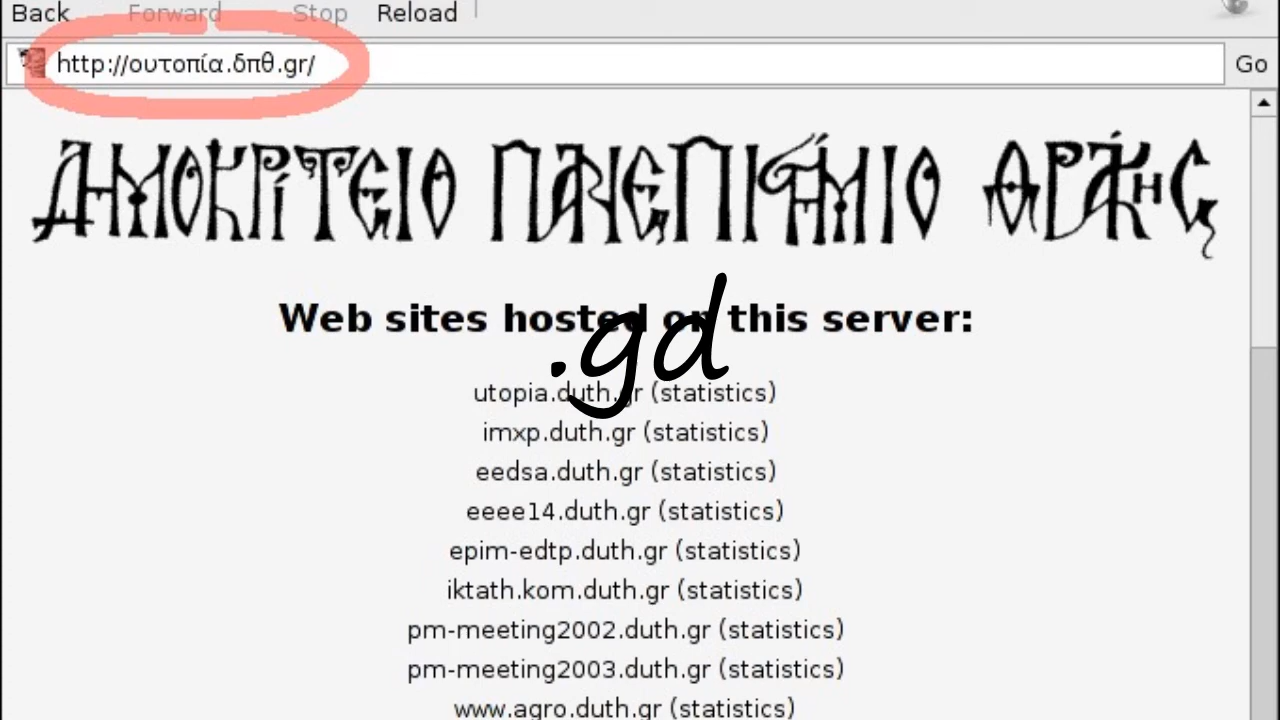 Back Forward Stop Reload
http://ουτοπία.δπθ.gr/ Go
ΔΗΜΟΚΡίΤΕΙΟ ΠΑΝΕΠΙΣΤΉΜΙΟ ΘΡΆΚΗΣ
Web sites hosted on this server:
.gd
utopia.duth.gr (statistics)
imxp.duth.gr (statistics)
eedsa.duth.gr (statistics)
eeee14.duth.gr (statistics)
epim-edtp.duth.gr (statistics)
iktath.kom.duth.gr (statistics)
pm-meeting2002.duth.gr (statistics)
pm-meeting2003.duth.gr (statistics)
www.agro.duth.gr (statistics)